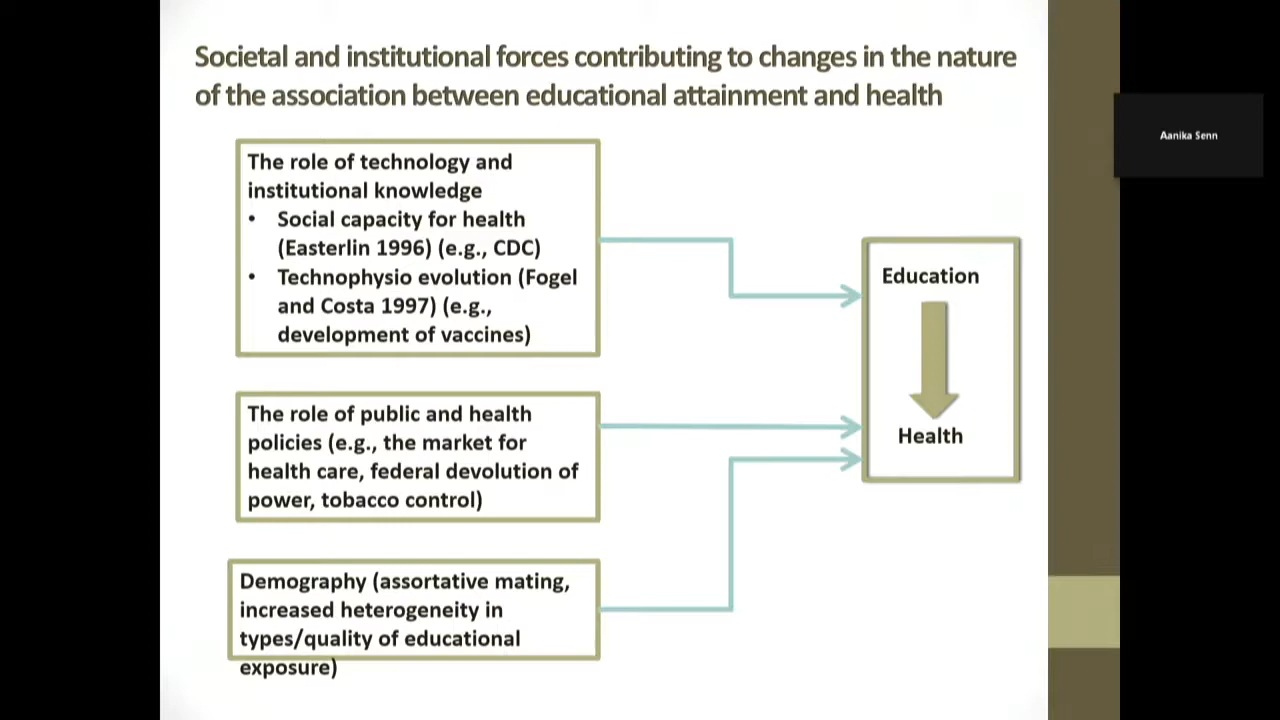 Societal and institutional forces contributing to changes in the nature
of the association between educational attainment and health
The role of technology and
institutional knowledge
• Social capacity for health
(Easterlin 1996) (e.g., CDC)
• Technophysio evolution (Fogel
and Costa 1997) (e.g.,
development of vaccines)
The role of public and health
policies (e.g., the market for
health care, federal devolution of
power, tobacco control)
Demography (assortative mating,
increased heterogeneity in
types/quality of educational
exposure)
Education
Health
Aanika Senn